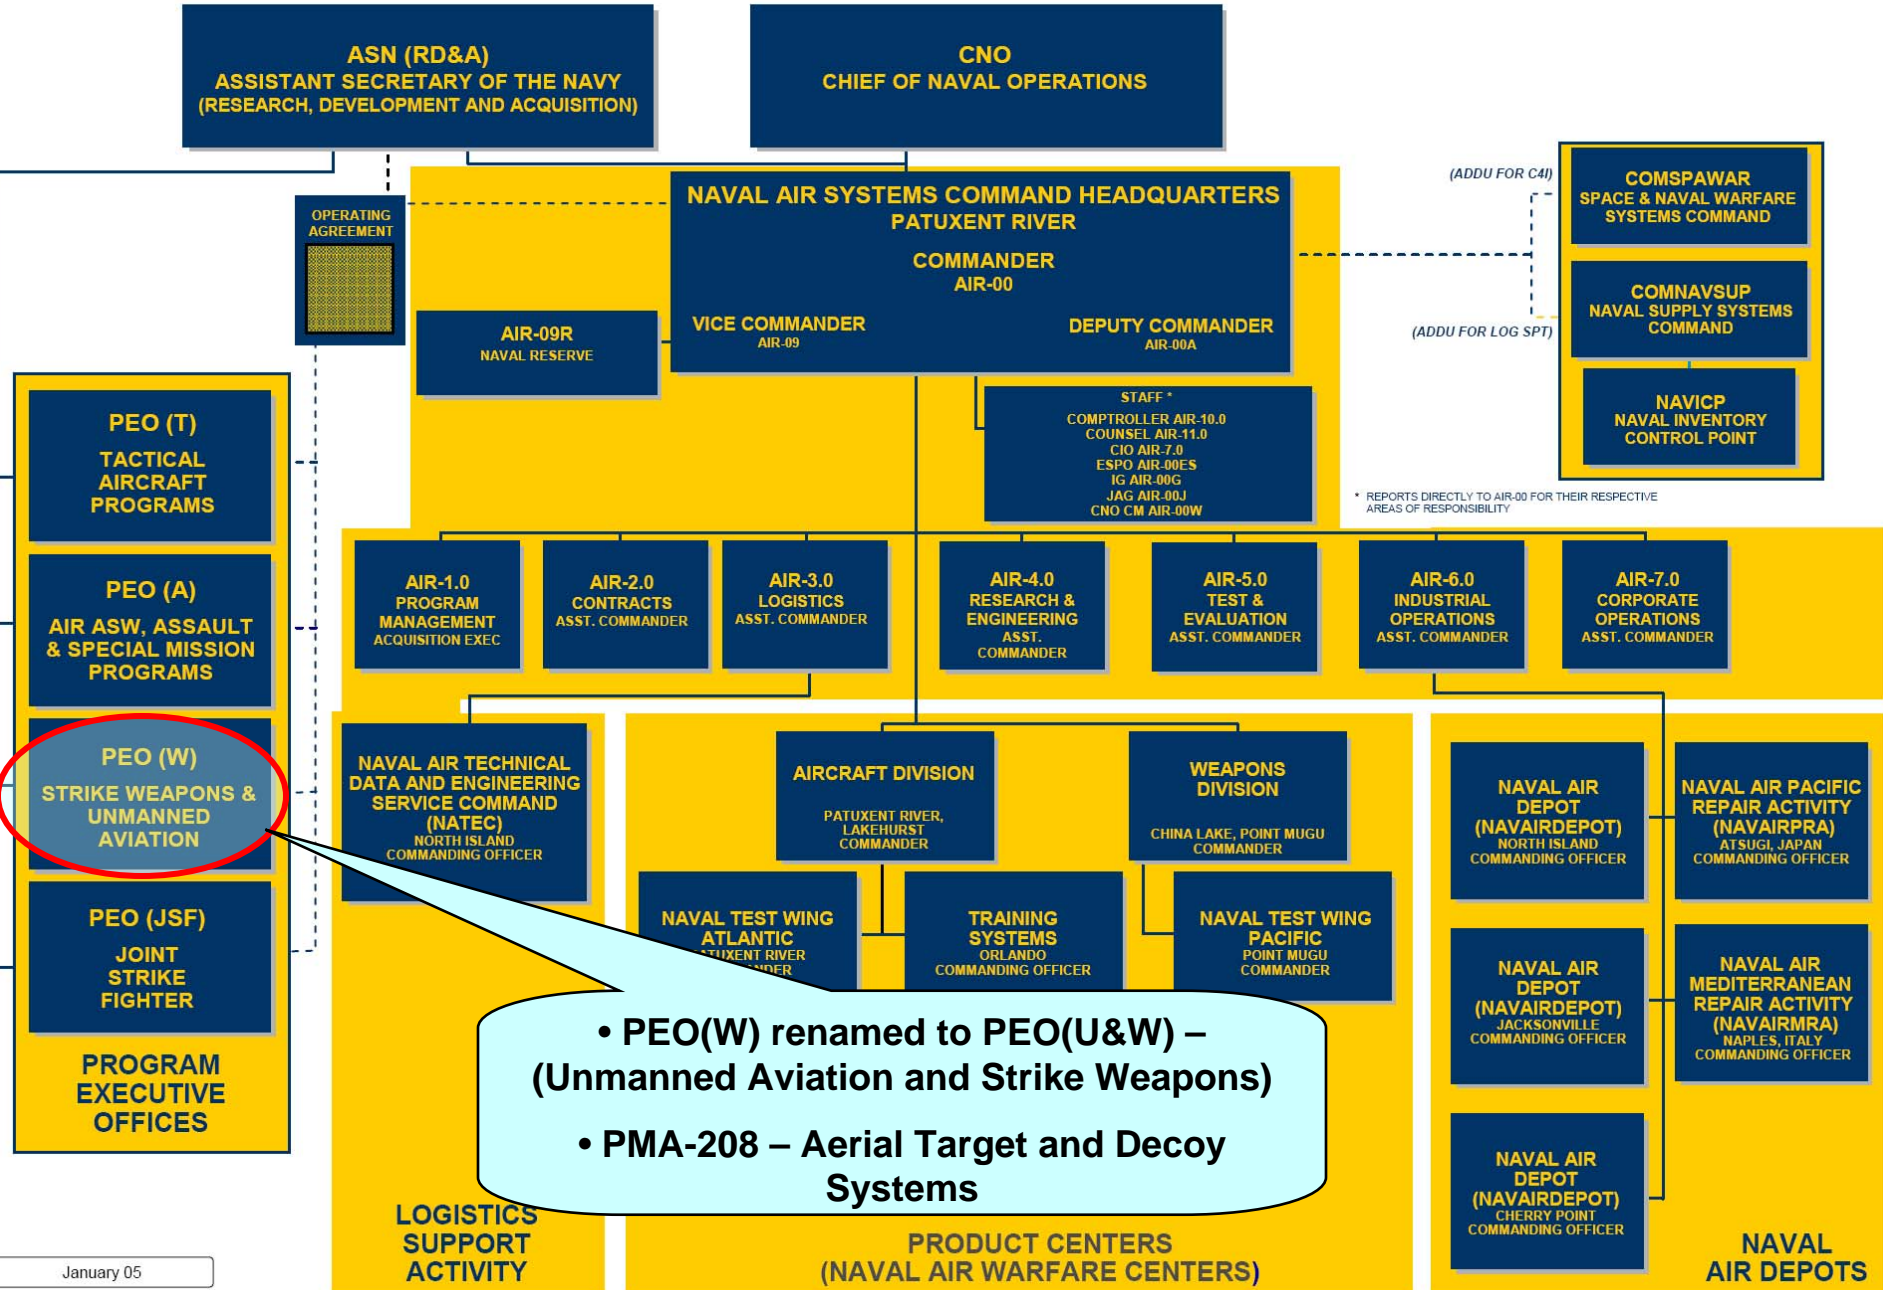 ASN (RD&A)
ASSISTANT SECRETARY OF THE NAVY
(RESEARCH, DEVELOPMENT AND ACQUISITION)
CNO
CHIEF OF NAVAL OPERATIONS
OPERATING
AGREEMENT
NAVAL AIR SYSTEMS COMMAND HEADQUARTERS
PATUXENT RIVER
COMMANDER
AIR-00
VICE COMMANDER
AIR-09
DEPUTY COMMANDER
AIR-00A
AIR-09R
NAVAL RESERVE
(ADDU FOR C4I)
(ADDU FOR LOG SPT)
COMSPAWAR
SPACE & NAVAL WARFARE
SYSTEMS COMMAND
COMNAVSUP
NAVAL SUPPLY SYSTEMS
COMMAND
NAVICP
NAVAL INVENTORY
CONTROL POINT
STAFF *
COMPTROLLER AIR-10.0
COUNSEL AIR-11.0
CIO AIR-7.0
ESPO AIR-00ES
IG AIR-00G
JAG AIR-00J
CNO CM AIR-00W
* REPORTS DIRECTLY TO AIR-00 FOR THEIR RESPECTIVE
AREAS OF RESPONSIBILITY
PEO (T)
TACTICAL
AIRCRAFT
PROGRAMS
PEO (A)
AIR ASW, ASSAULT
& SPECIAL MISSION
PROGRAMS
PEO (W)
STRIKE WEAPONS &
UNMANNED
AVIATION
PEO (JSF)
JOINT
STRIKE
FIGHTER
PROGRAM
EXECUTIVE
OFFICES
AIR-1.0
PROGRAM
MANAGEMENT
ACQUISITION EXEC
AIR-2.0
CONTRACTS
ASST. COMMANDER
AIR-3.0
LOGISTICS
ASST. COMMANDER
AIR-4.0
RESEARCH &
ENGINEERING
ASST.
COMMANDER
AIR-5.0
TEST &
EVALUATION
ASST. COMMANDER
AIR-6.0
INDUSTRIAL
OPERATIONS
ASST. COMMANDER
AIR-7.0
CORPORATE
OPERATIONS
ASST. COMMANDER
NAVAL AIR TECHNICAL
DATA AND ENGINEERING
SERVICE COMMAND
(NATEC)
NORTH ISLAND
COMMANDING OFFICER
AIRCRAFT DIVISION
PATUXENT RIVER,
LAKEHURST
COMMANDER
WEAPONS
DIVISION
CHINA LAKE, POINT MUGU
COMMANDER
NAVAL TEST WING
ATLANTIC
RIVER
TRAINING
SYSTEMS
ORLANDO
COMMANDING OFFICER
NAVAL TEST WING
PACIFIC
POINT MUGU
COMMANDER
NAVAL AIR
DEPOT
(NAVAIRDEPOT)
NORTH ISLAND
COMMANDING OFFICER
NAVAL AIR PACIFIC
REPAIR ACTIVITY
(NAVAIRPRA)
ATSUGI, JAPAN
COMMANDING OFFICER
NAVAL AIR
DEPOT
(NAVAIRDEPOT)
JACKSONVILLE
COMMANDING OFFICER
NAVAL AIR
MEDITERRANEAN
REPAIR ACTIVITY
(NAVAIRMRA)
NAPLES, ITALY
COMMANDING OFFICER
NAVAL AIR
DEPOT
(NAVAIRDEPOT)
CHERRY POINT
COMMANDING OFFICER
• PEO(W) renamed to PEO(U&W) –
(Unmanned Aviation and Strike Weapons)
• PMA-208 – Aerial Target and Decoy
Systems
LOGISTICS
SUPPORT
ACTIVITY
PRODUCT CENTERS
(NAVAL AIR WARFARE CENTERS)
NAVAL
AIR DEPOTS
January 05